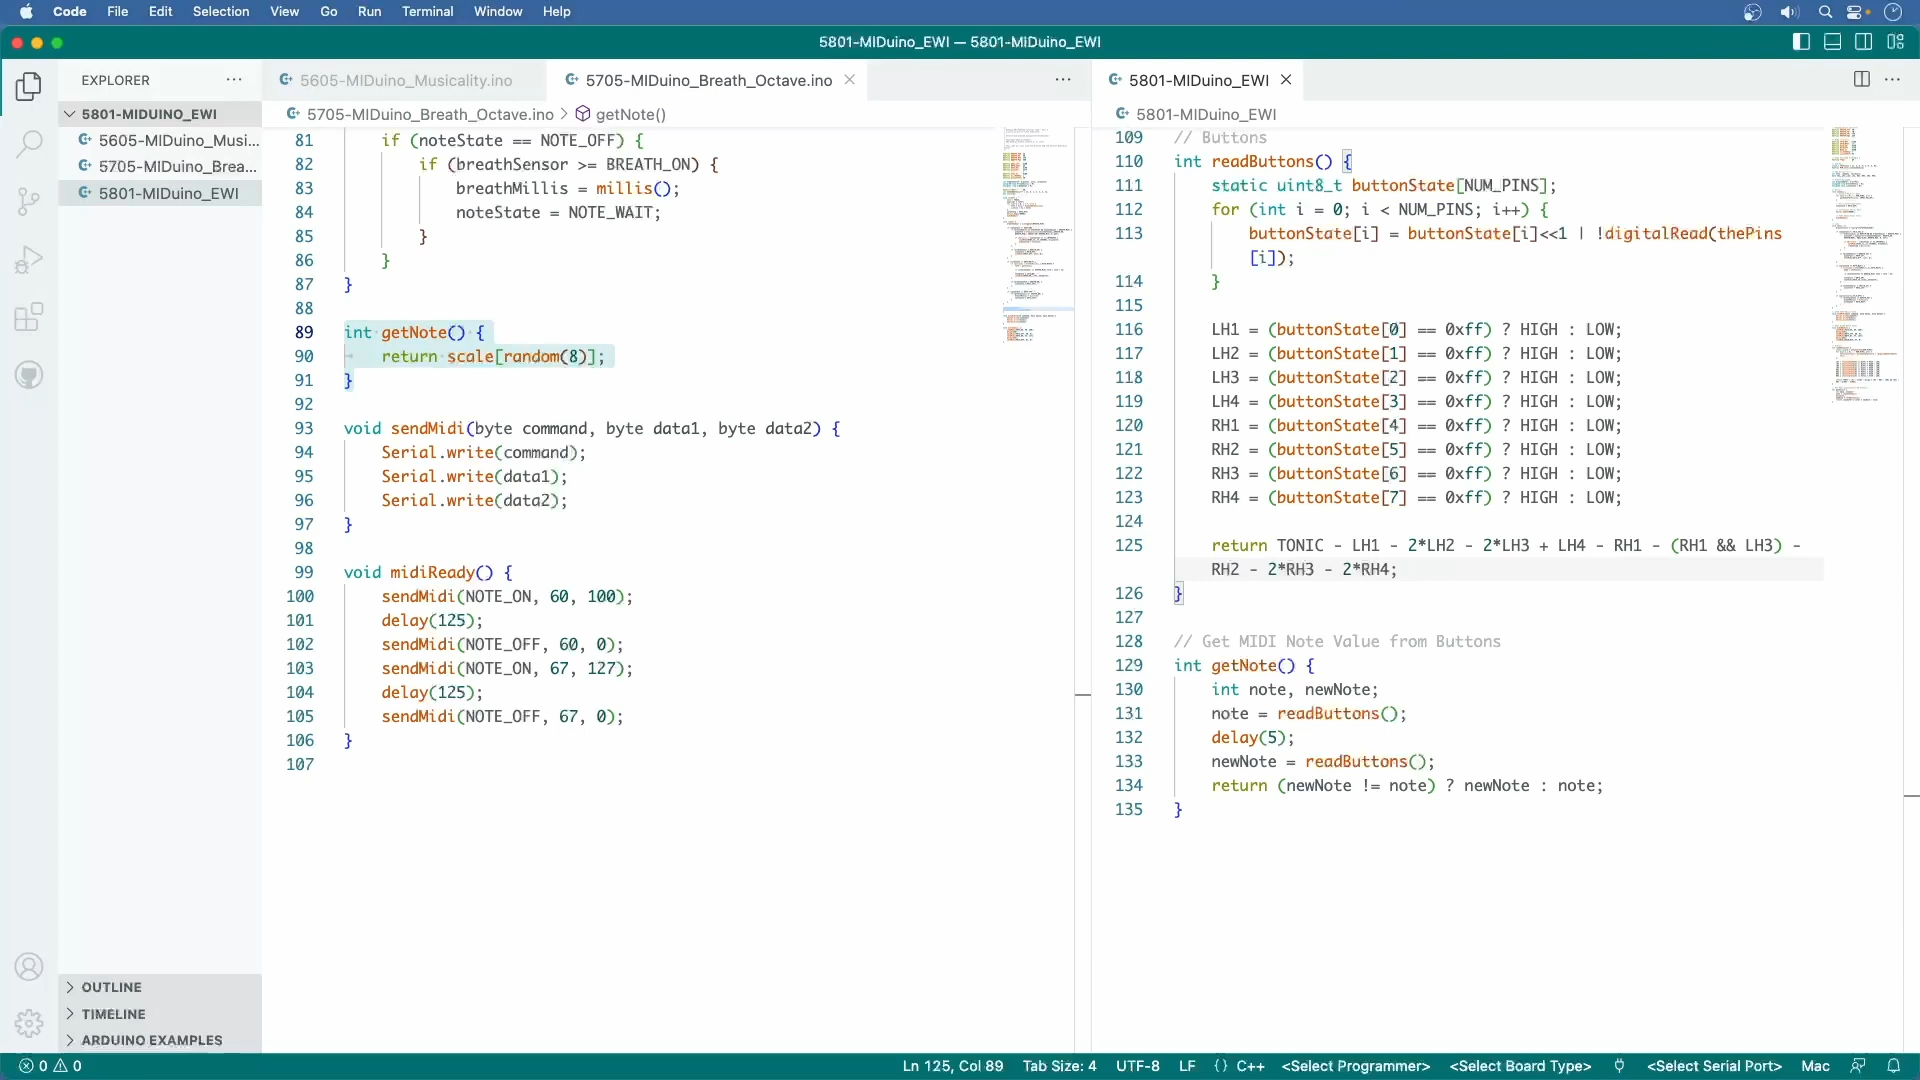 Code File Edit Selection View Go Run Terminal Window Help
5801-MIDuino_EWI — 5801-MIDuino_EWI
EXPLORER
5801-MIDUINO_EWI
5605-MIDuino_Musi...
5705-MIDuino_Brea...
5801-MIDuino_EWI
OUTLINE
TIMELINE
ARDUINO EXAMPLES
5605-MIDuino_Musicality.ino
5705-MIDuino_Breath_Octave.ino
5705-MIDuino_Breath_Octave.ino > getNote()
81 if (noteState == NOTE_OFF) {
82 if (breathSensor >= BREATH_ON) {
83 breathMillis = millis();
84 noteState = NOTE_WAIT;
85 }
86 }
87 }
88
89 int getNote() {
90 return scale[random(8)];
91 }
92
93 void sendMidi(byte command, byte data1, byte data2) {
94 Serial.write(command);
95 Serial.write(data1);
96 Serial.write(data2);
97 }
98
99 void midiReady() {
100 sendMidi(NOTE_ON, 60, 100);
101 delay(125);
102 sendMidi(NOTE_OFF, 60, 0);
103 sendMidi(NOTE_ON, 67, 127);
104 delay(125);
105 sendMidi(NOTE_OFF, 67, 0);
106 }
107
5801-MIDuino_EWI
5801-MIDuino_EWI
109 // Buttons
110 int readButtons() {
111 static uint8_t buttonState[NUM_PINS];
112 for (int i = 0; i < NUM_PINS; i++) {
113 buttonState[i] = buttonState[i]<<1 | !digitalRead(thePins
[i]);
114 }
115
116 LH1 = (buttonState[0] == 0xff) ? HIGH : LOW;
117 LH2 = (buttonState[1] == 0xff) ? HIGH : LOW;
118 LH3 = (buttonState[2] == 0xff) ? HIGH : LOW;
119 LH4 = (buttonState[3] == 0xff) ? HIGH : LOW;
120 RH1 = (buttonState[4] == 0xff) ? HIGH : LOW;
121 RH2 = (buttonState[5] == 0xff) ? HIGH : LOW;
122 RH3 = (buttonState[6] == 0xff) ? HIGH : LOW;
123 RH4 = (buttonState[7] == 0xff) ? HIGH : LOW;
124
125 return TONIC - LH1 - 2*LH2 - 2*LH3 + LH4 - RH1 - (RH1 && LH3) -
RH2 - 2*RH3 - 2*RH4;
126 }
127
128 // Get MIDI Note Value from Buttons
129 int getNote() {
130 int note, newNote;
131 note = readButtons();
132 delay(5);
133 newNote = readButtons();
134 return (newNote != note) ? newNote : note;
135 }
0 0 Ln 125, Col 89 Tab Size: 4 UTF-8 LF {} C++ <Select Programmer> <Select Board Type> <Select Serial Port> Mac